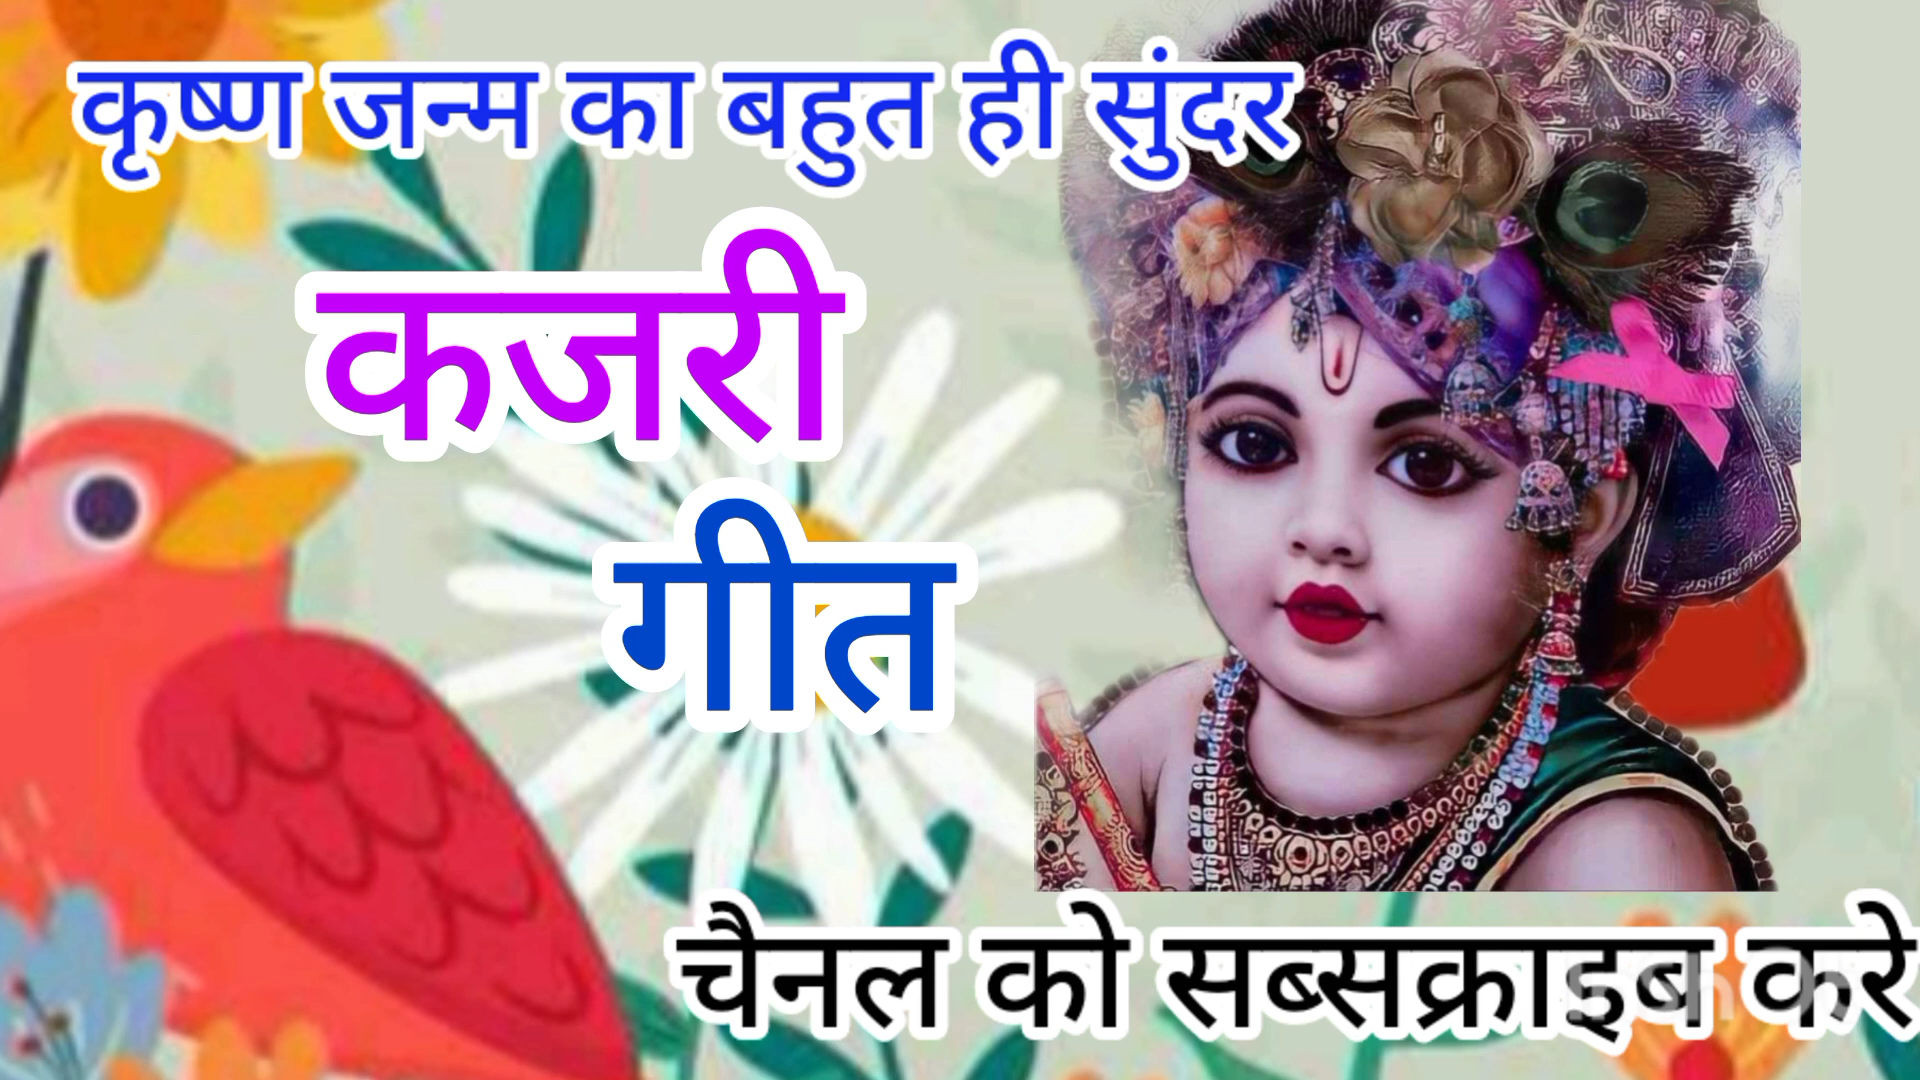 कृष्ण जन्म का बहुत ही सुंदर
कजरी
गीत
चैनल को सब्सक्राइब करे